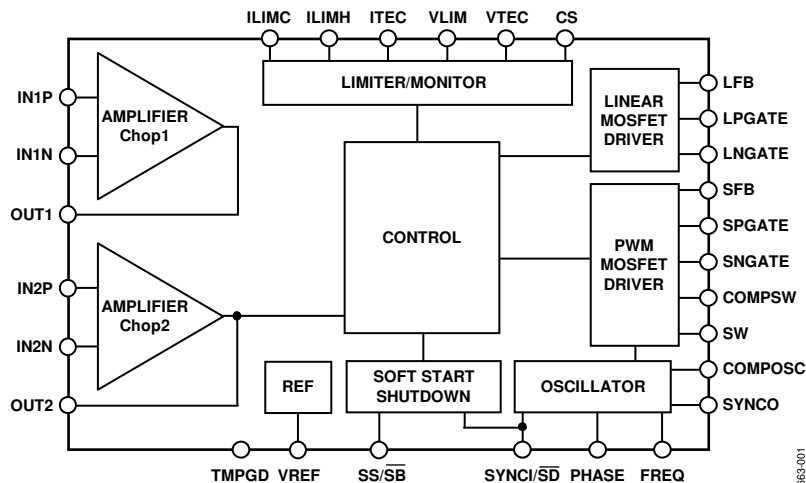 ILIMC ILIMH ITEC VLIM VTEC CS
LIMITER/MONITOR
IN1P
AMPLIFIER
Chop1
IN1N
OUT1
LINEAR
MOSFET
DRIVER
LFB
LPGATE
LNGATE
CONTROL
PWM
MOSFET
DRIVER
SFB
SPGATE
SNGATE
COMPSW
SW
IN2P
AMPLIFIER
Chop2
IN2N
OUT2
REF
SOFT START
SHUTDOWN
OSCILLATOR
COMPOSC
SYNCO
TMPGD VREF SS/S̅B̅ SYNCI/S̅D̅ PHASE FREQ
663-001